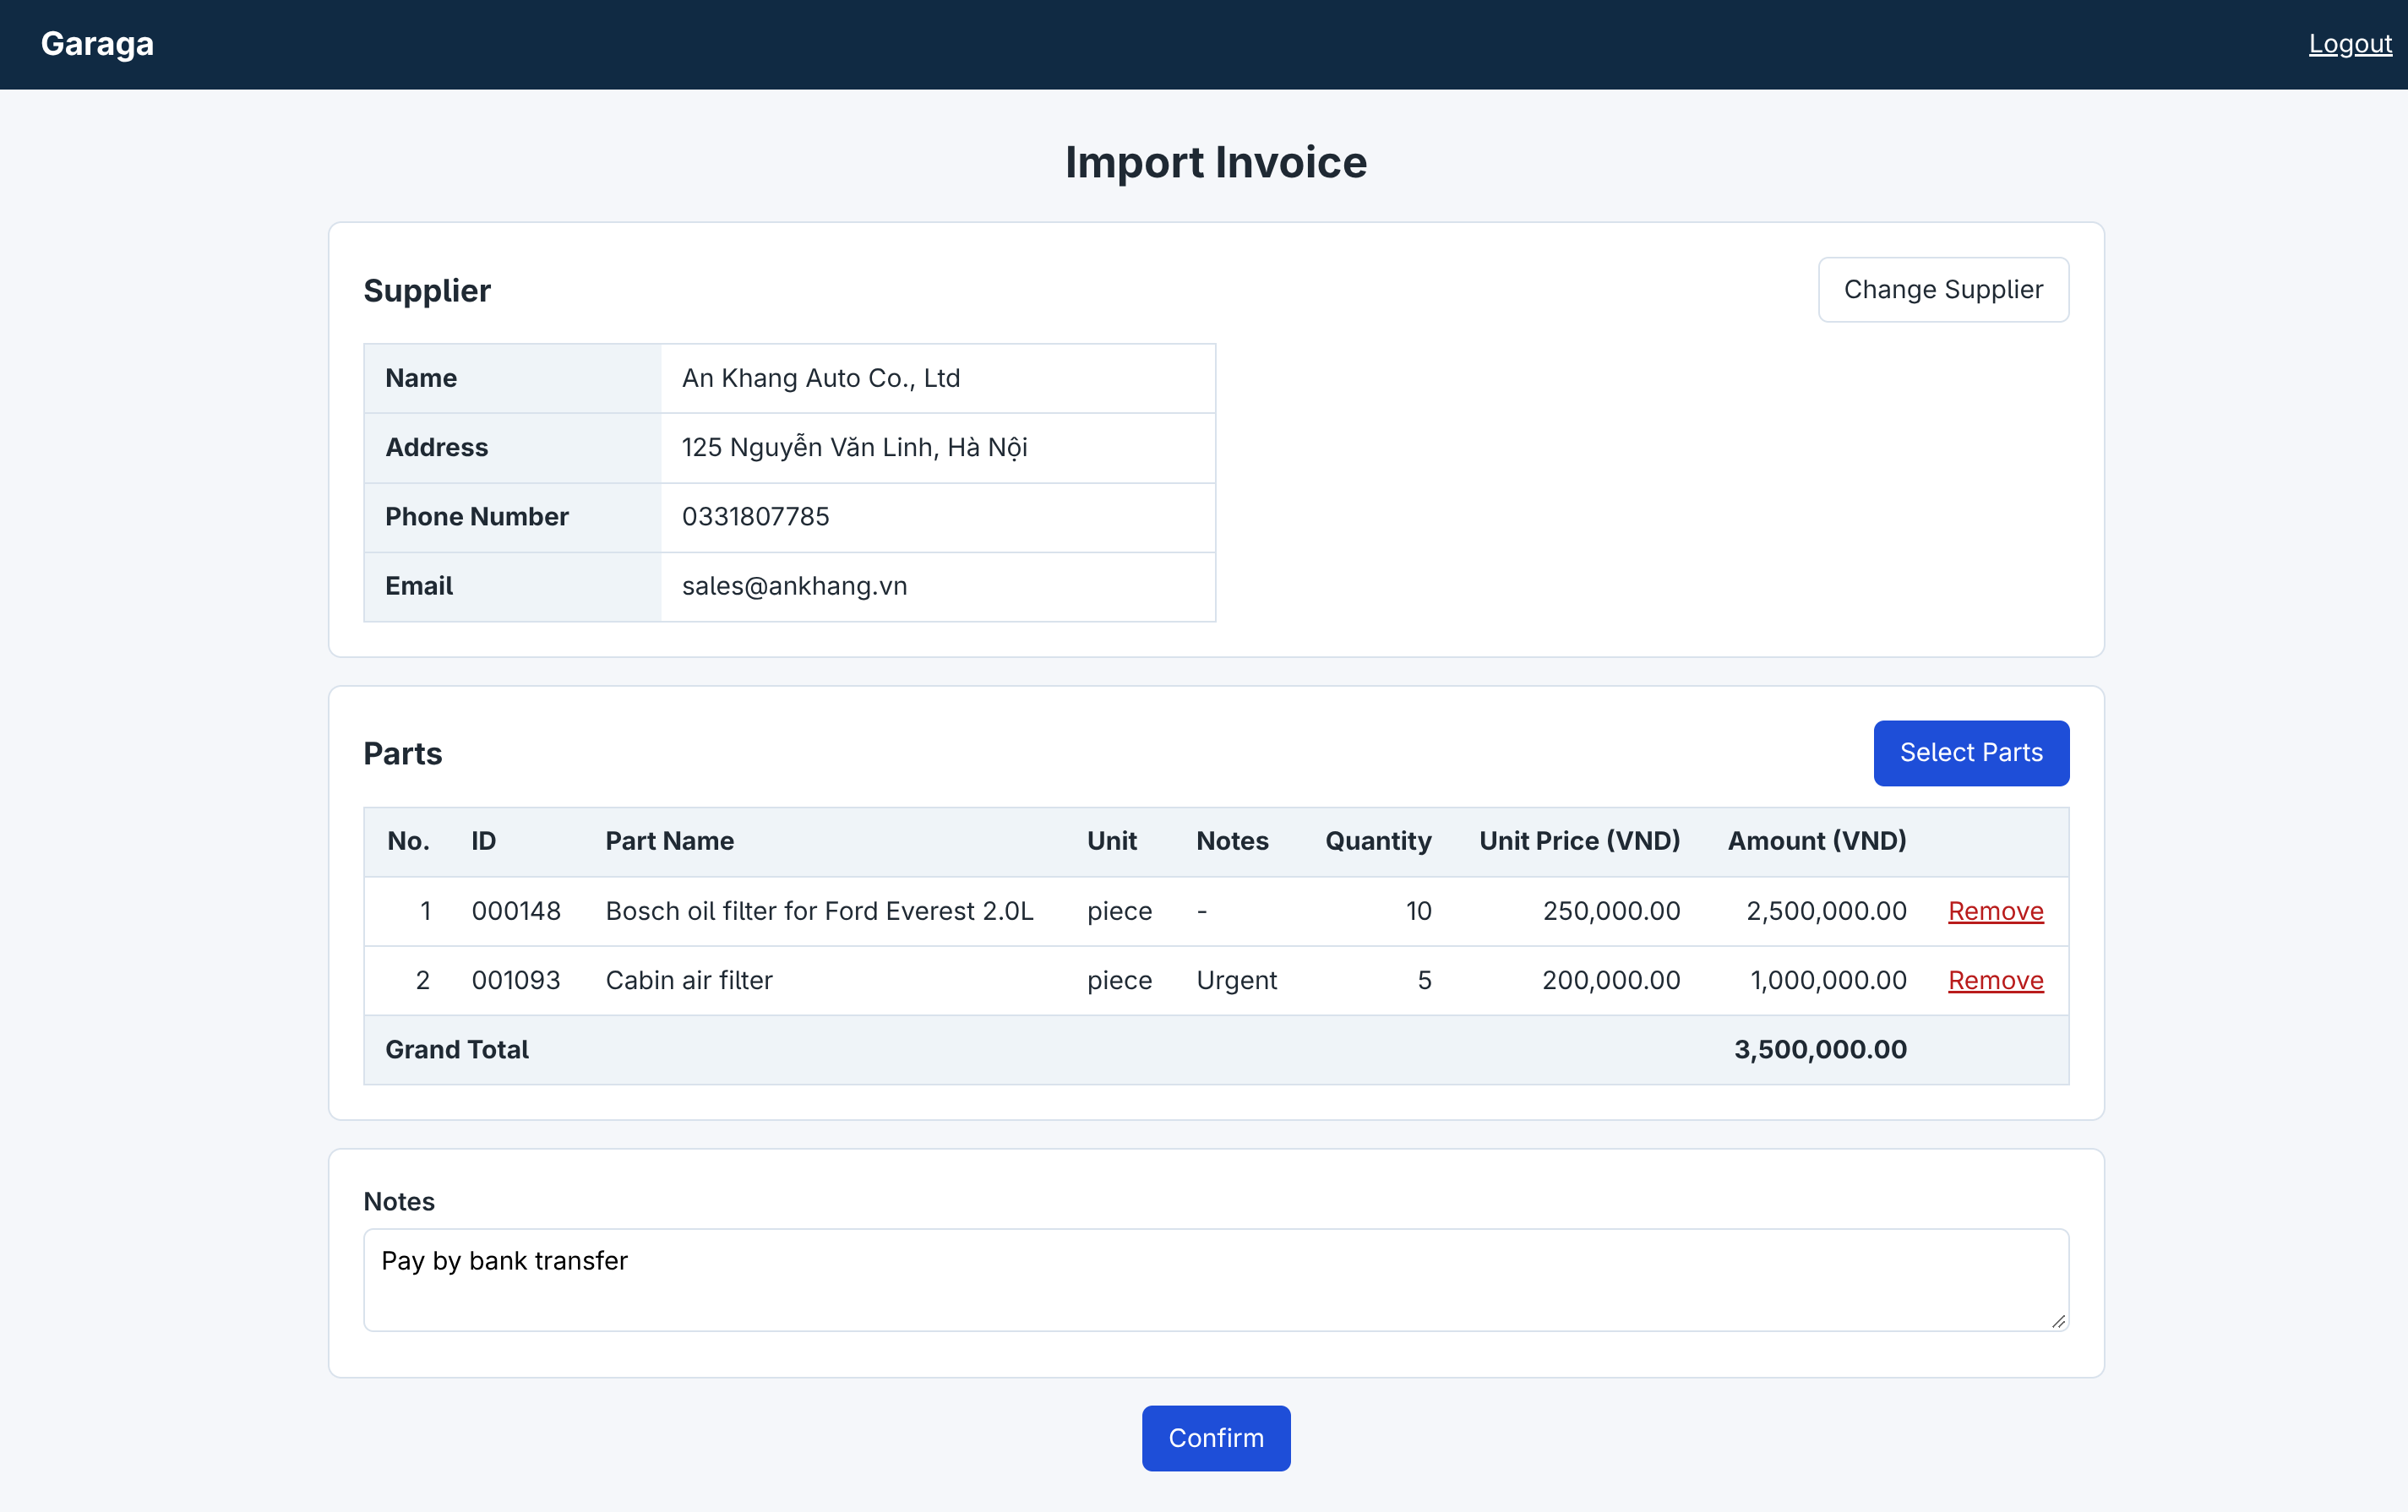 Garaga
Logout
Import Invoice
Supplier
Change Supplier
Name An Khang Auto Co., Ltd
Address 125 Nguyễn Văn Linh, Hà Nội
Phone Number 0331807785
Email sales@ankhang.vn
Parts
Select Parts
No. ID Part Name Unit Notes Quantity Unit Price (VND) Amount (VND)
1 000148 Bosch oil filter for Ford Everest 2.0L piece - 10 250,000.00 2,500,000.00 Remove
2 001093 Cabin air filter piece Urgent 5 200,000.00 1,000,000.00 Remove
Grand Total 3,500,000.00
Notes
Pay by bank transfer
Confirm